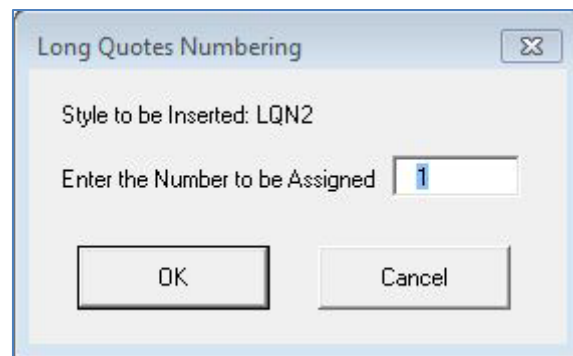 Long Quotes Numbering
Style to be Inserted: LQN2
Enter the Number to be Assigned 1
OK Cancel